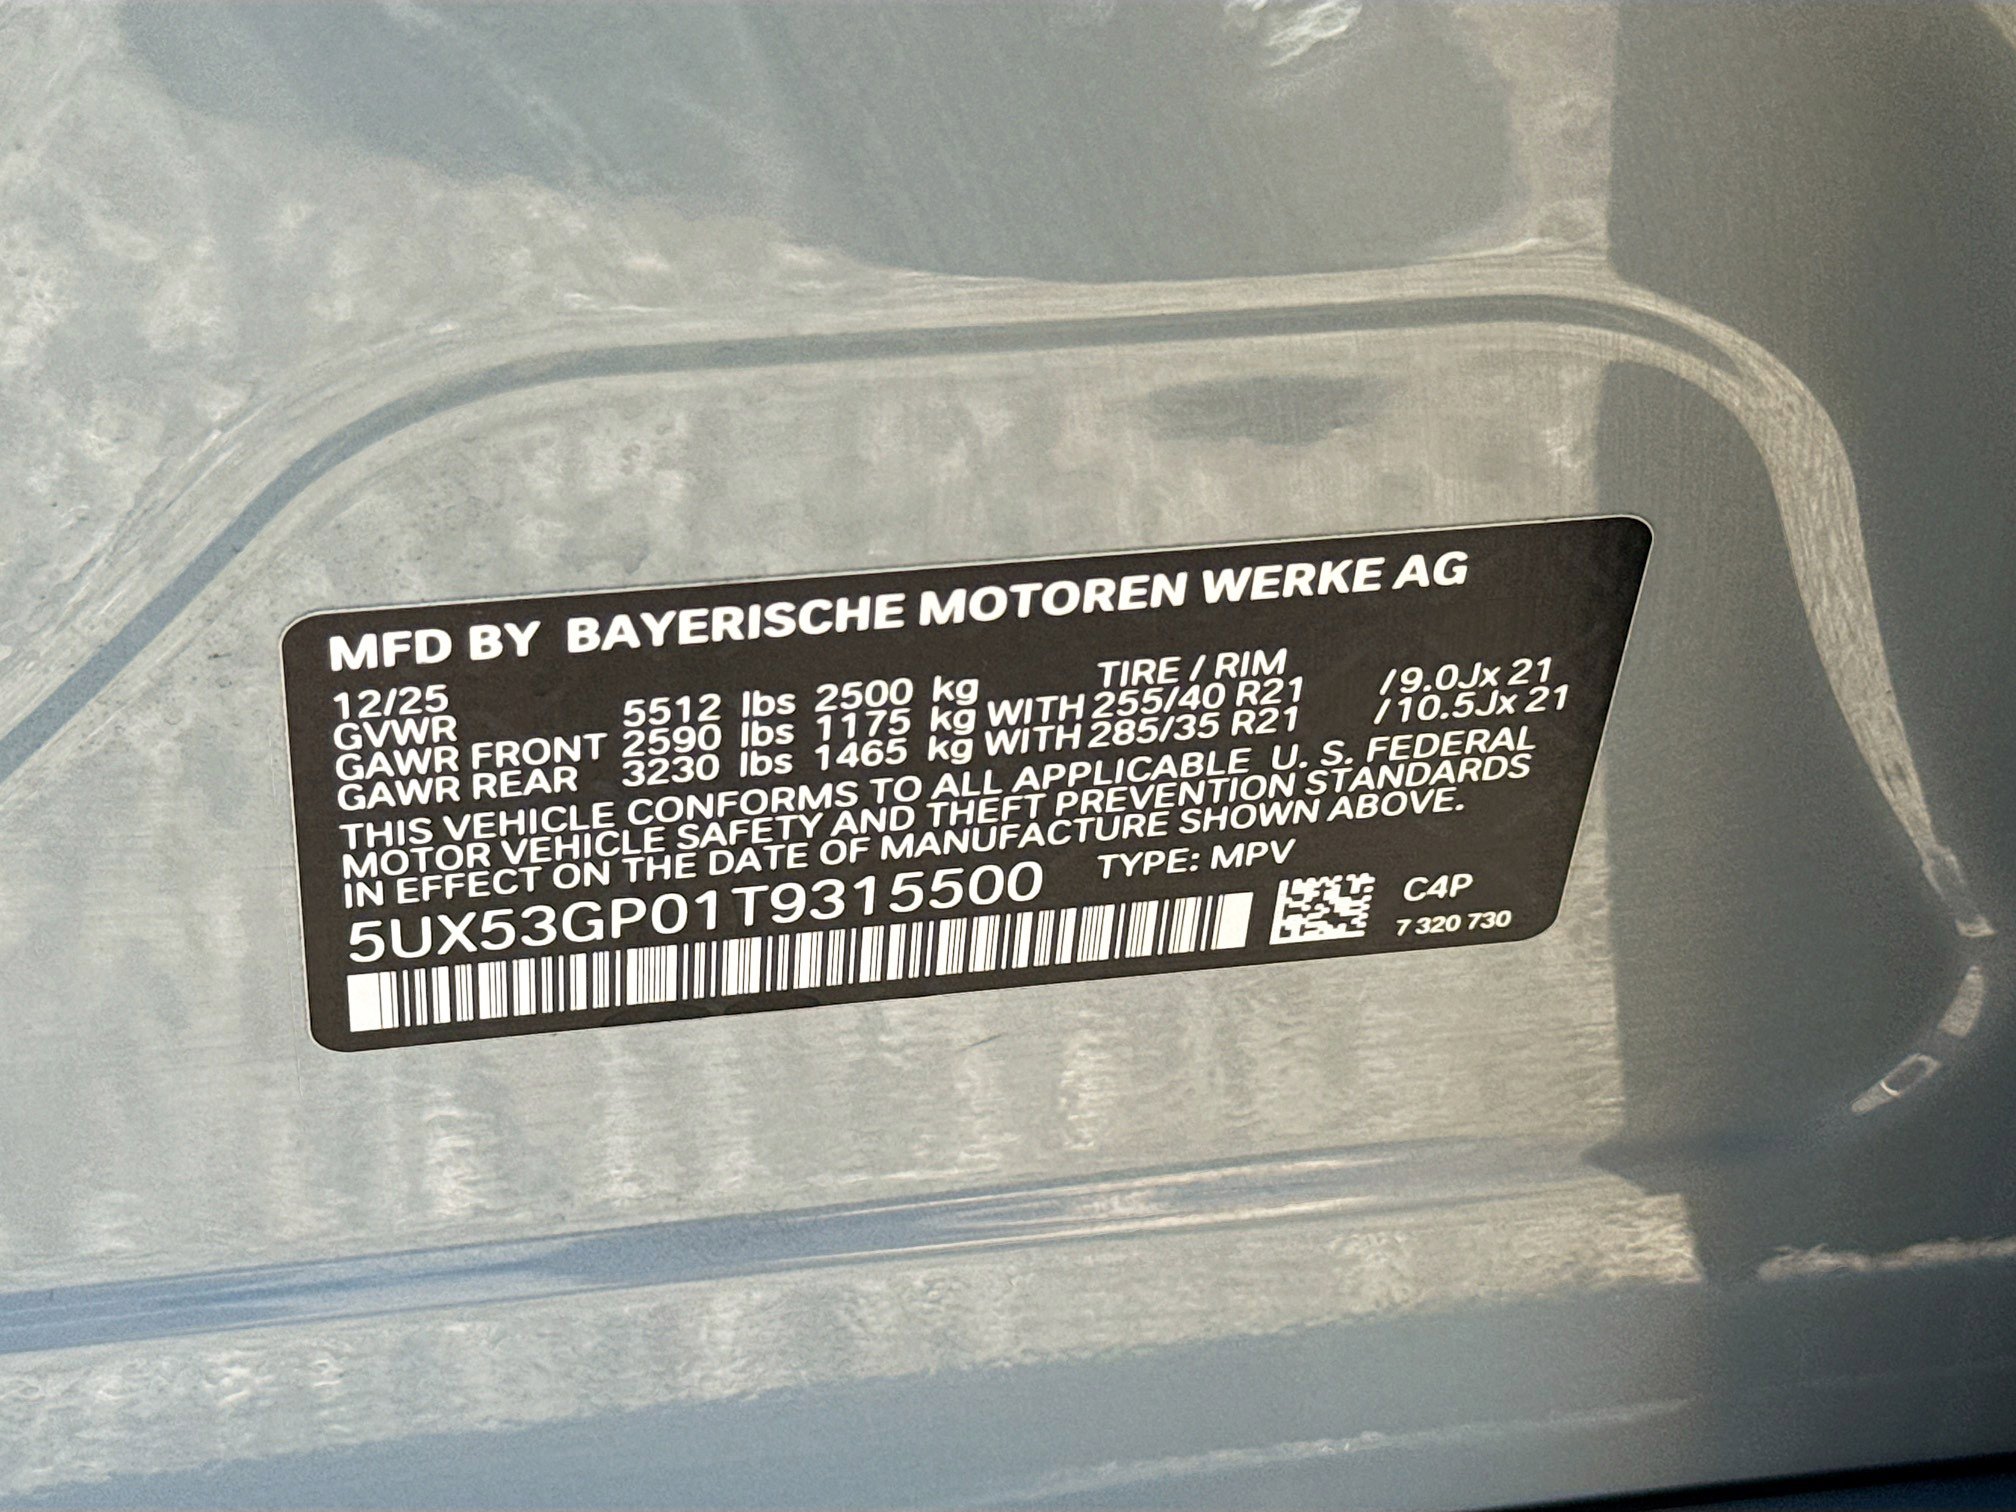 MFD BY BAYERISCHE MOTOREN WERKE AG
12/25 TIRE / RIM
GVWR 5512 lbs 2500 kg
GAWR FRONT 2590 lbs 1175 kg WITH 255/40 R21 /9.0Jx 21
GAWR REAR 3230 lbs 1465 kg WITH 285/35 R21 /10.5Jx 21
THIS VEHICLE CONFORMS TO ALL APPLICABLE U. S. FEDERAL
MOTOR VEHICLE SAFETY AND THEFT PREVENTION STANDARDS
IN EFFECT ON THE DATE OF MANUFACTURE SHOWN ABOVE.
5UX53GP01T9315500 TYPE: MPV
C4P
7 320 730